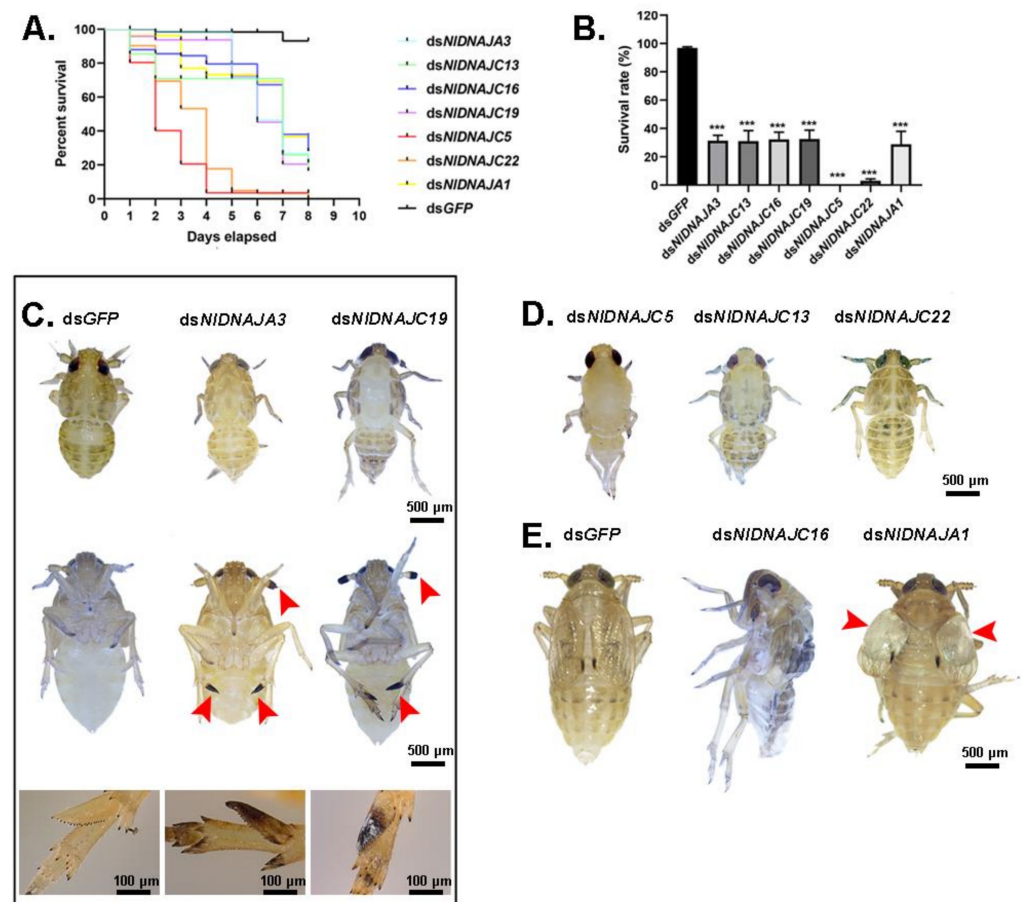 A.
Percent survival
100
80
60
40
20
0
0 1 2 3 4 5 6 7 8 9 10
Days elapsed
dsNlDNAJA3
dsNlDNAJC13
dsNlDNAJC16
dsNlDNAJC19
dsNlDNAJC5
dsNlDNAJC22
dsNlDNAJA1
dsGFP
B.
Survival rate (%)
120
100
80
60
40
20
0
*** *** *** *** *** *** ***
dsGFP
dsNlDNAJA3
dsNlDNAJC13
dsNlDNAJC16
dsNlDNAJC19
dsNlDNAJC5
dsNlDNAJC22
dsNlDNAJA1
C. dsGFP dsNlDNAJA3 dsNlDNAJC19
500 µm
500 µm
100 µm 100 µm 100 µm
D. dsNlDNAJC5 dsNlDNAJC13 dsNlDNAJC22
500 µm
E. dsGFP dsNlDNAJC16 dsNlDNAJA1
500 µm